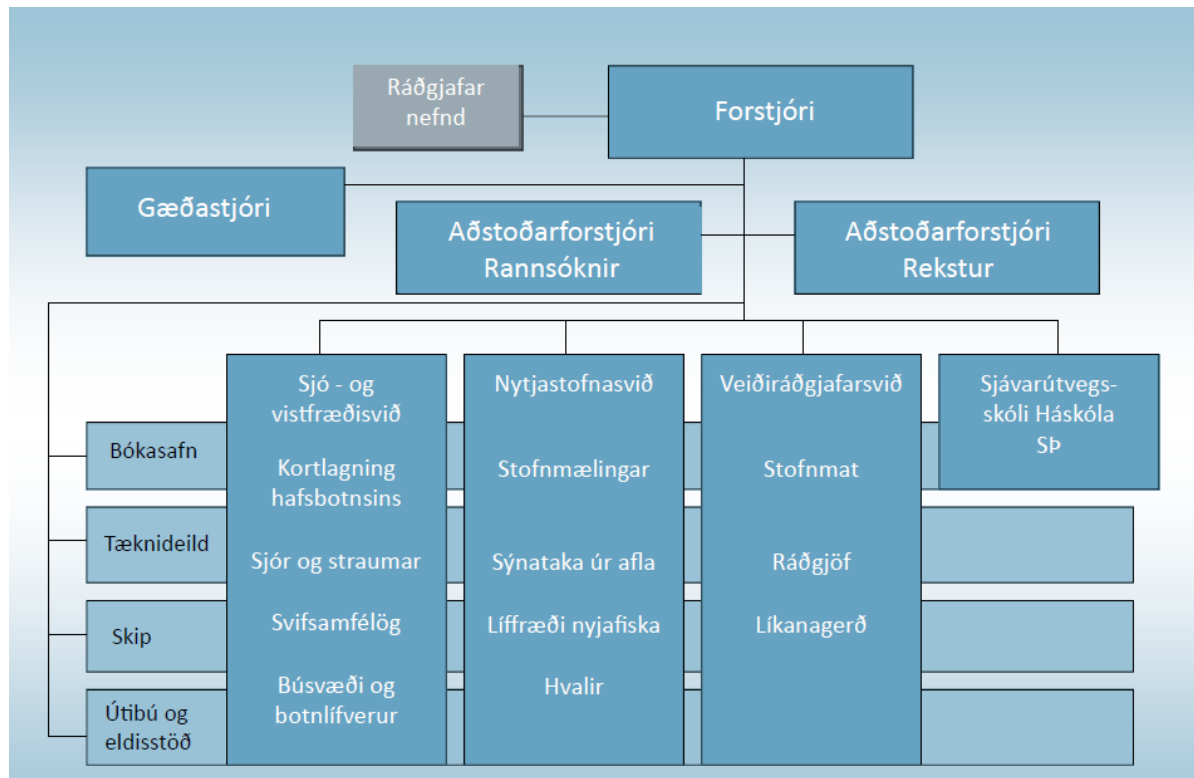 Ráðgjafar
nefnd
Forstjóri
Gæðastjóri
Aðstoðarforstjóri
Rannsóknir
Aðstoðarforstjóri
Rekstur
Sjó - og
vistfræðisvið
Kortlagning
hafsbotnsins
Sjór og straumar
Svifsamfélög
Búsvæði og
botnlífverur
Nytjastofnasvið
Stofnmælingar
Sýnataka úr afla
Líffræði nyjafiska
Hvalir
Veiðiráðgjafarsvið
Stofnmat
Ráðgjöf
Líkanagerð
Sjávarútvegs-
skóli Háskóla
SÞ
Bókasafn
Tæknideild
Skip
Útibú og
eldisstöð